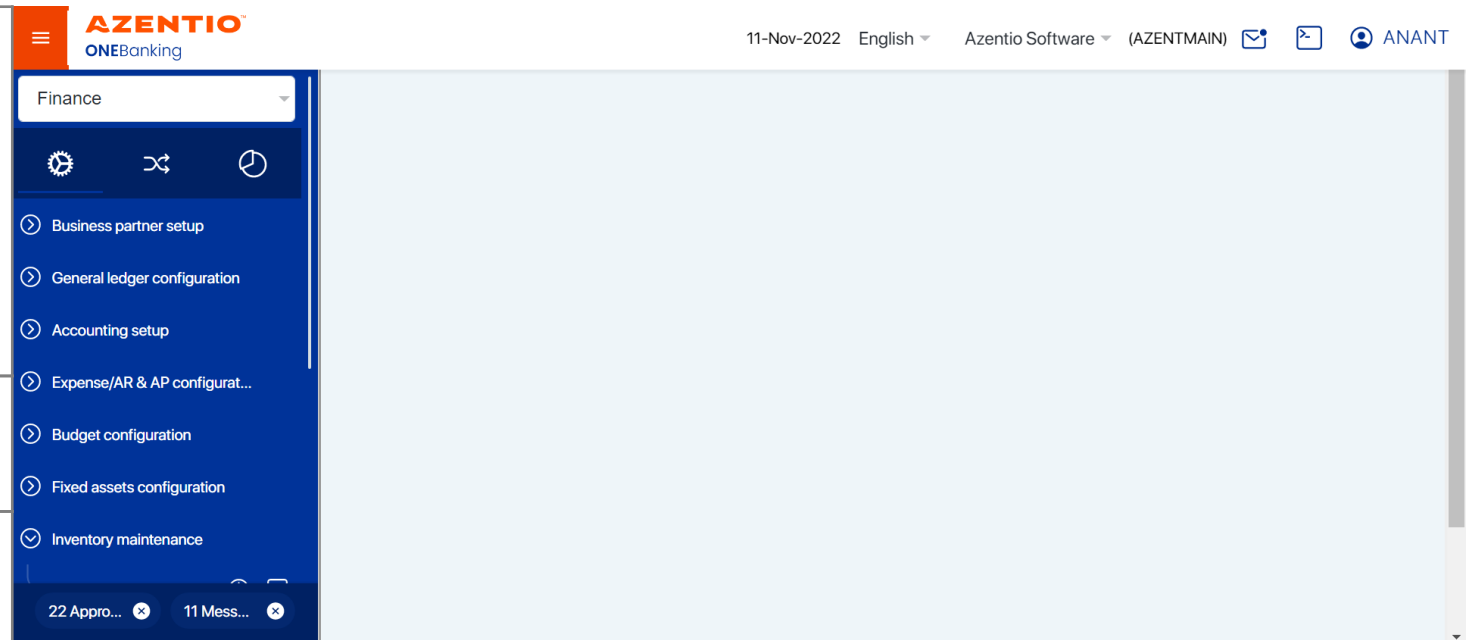 AZENTIO™
ONEBanking
11-Nov-2022 English Azentio Software (AZENTMAIN) ANANT
Finance
Business partner setup
General ledger configuration
Accounting setup
Expense/AR & AP configurat...
Budget configuration
Fixed assets configuration
Inventory maintenance
22 Appro... 11 Mess...